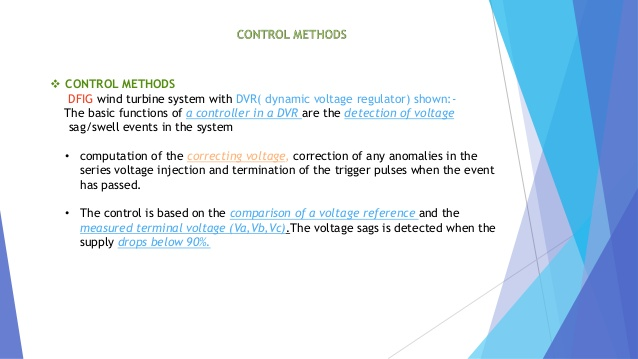 CONTROL METHODS
❖ CONTROL METHODS
DFIG wind turbine system with DVR( dynamic voltage regulator) shown:-
The basic functions of a controller in a DVR are the detection of voltage
sag/swell events in the system
• computation of the correcting voltage, correction of any anomalies in the
series voltage injection and termination of the trigger pulses when the event
has passed.
• The control is based on the comparison of a voltage reference and the
measured terminal voltage (Va,Vb,Vc).The voltage sags is detected when the
supply drops below 90%.